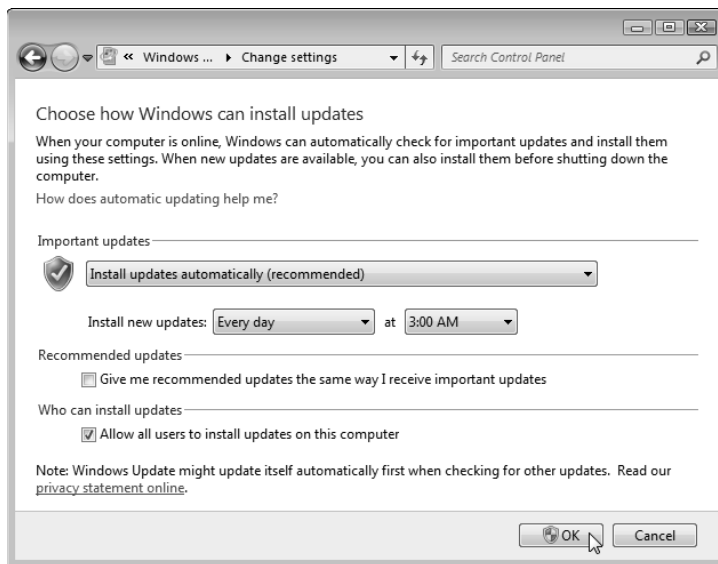 « Windows ... Change settings Search Control Panel
Choose how Windows can install updates
When your computer is online, Windows can automatically check for important updates and install them
using these settings. When new updates are available, you can also install them before shutting down the
computer.
How does automatic updating help me?
Important updates
Install updates automatically (recommended)
Install new updates: Every day at 3:00 AM
Recommended updates
Give me recommended updates the same way I receive important updates
Who can install updates
Allow all users to install updates on this computer
Note: Windows Update might update itself automatically first when checking for other updates. Read our
privacy statement online.
OK Cancel